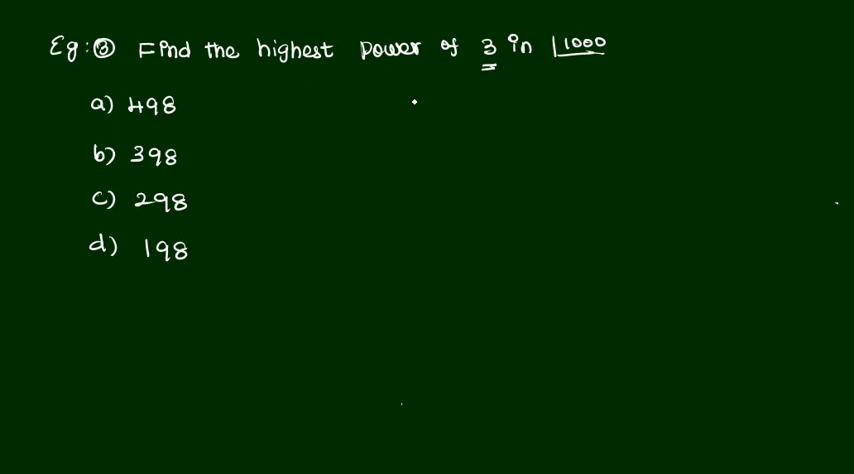 Eg:③ Find the highest power of 3 in |1000
a) 498
b) 398
c) 298
d) 198